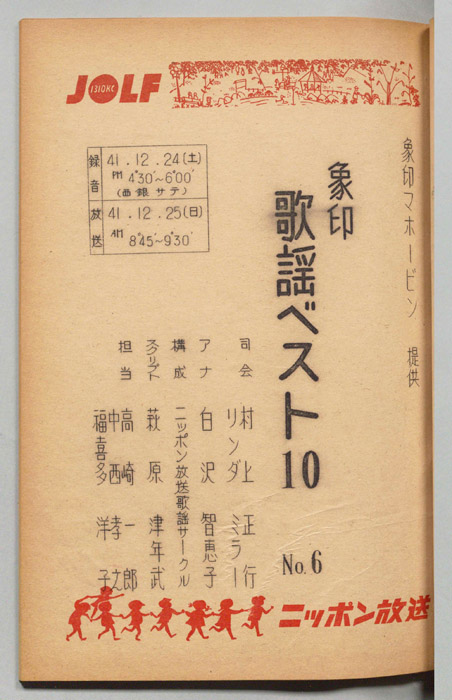 JOLF
1310KC
象印マホービン 提供
象印
歌謡ベスト10
No.6
録音
41.12.24(土)
PM 4°30'~6°00'
(西銀サテ)
放送
41.12.25(日)
AM 8°45'~9°30'
司会 村上正行
リンダ ミラー
アナ 白沢智恵子
構成 ニッポン放送歌謡サークル
スクリプト 萩原津年武
担当 高崎一郎
中西孝之
福喜多洋子
ニッポン放送